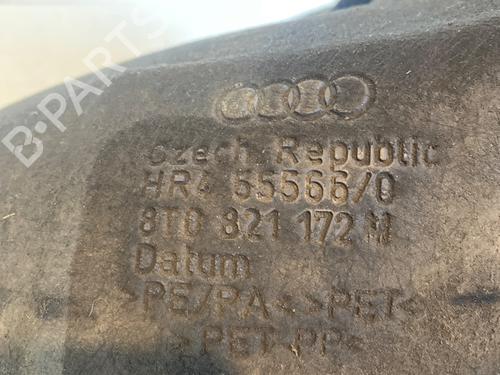 B-PARTS
Czech Republic
HR4 55566/0
8T0 821 172 M
Datum
>PE/PA< >PET<
>PET-PP<